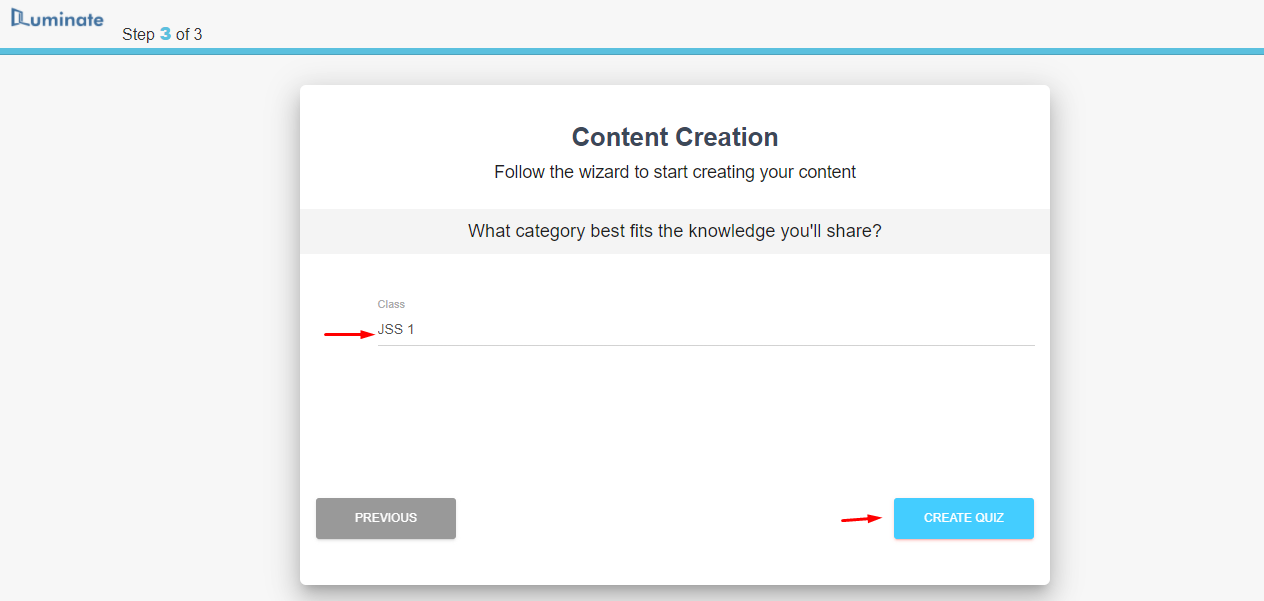 Iluminate
Step 3 of 3
Content Creation
Follow the wizard to start creating your content
What category best fits the knowledge you'll share?
Class
JSS 1
PREVIOUS
CREATE QUIZ